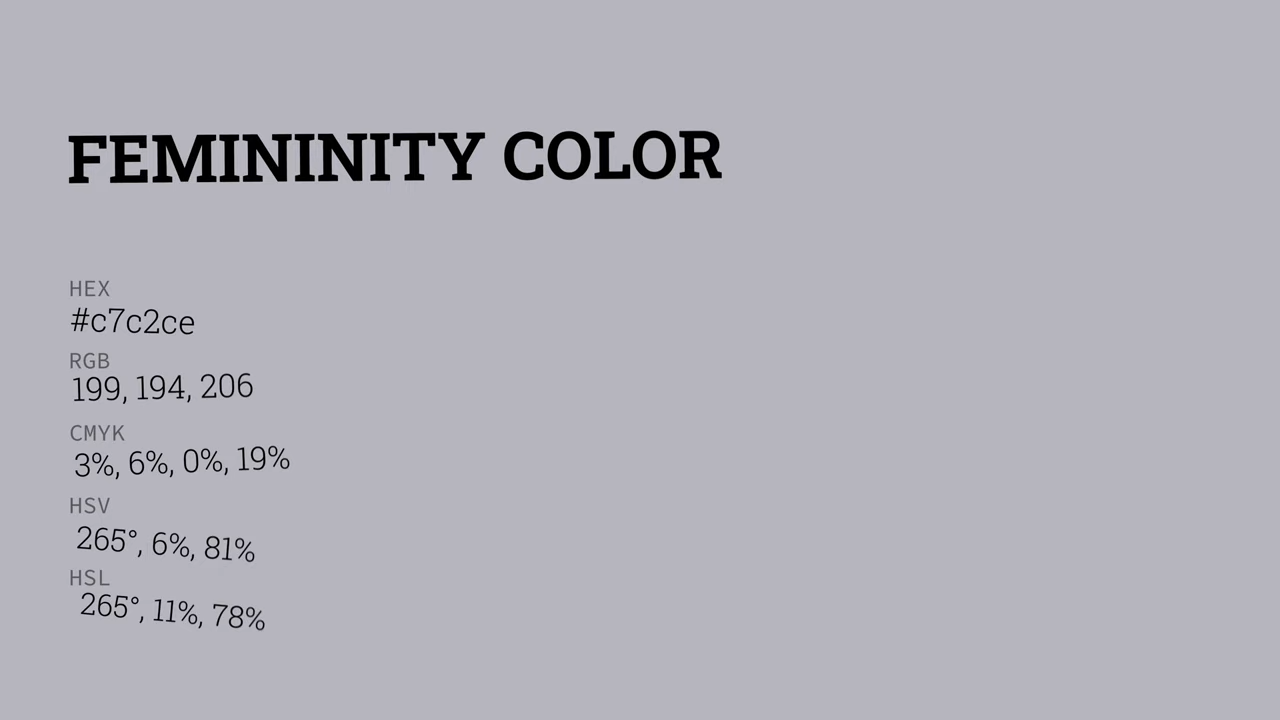 FEMININITY COLOR
HEX
#c7c2ce
RGB
199, 194, 206
CMYK
3%, 6%, 0%, 19%
HSV
265°, 6%, 81%
HSL
265°, 11%, 78%